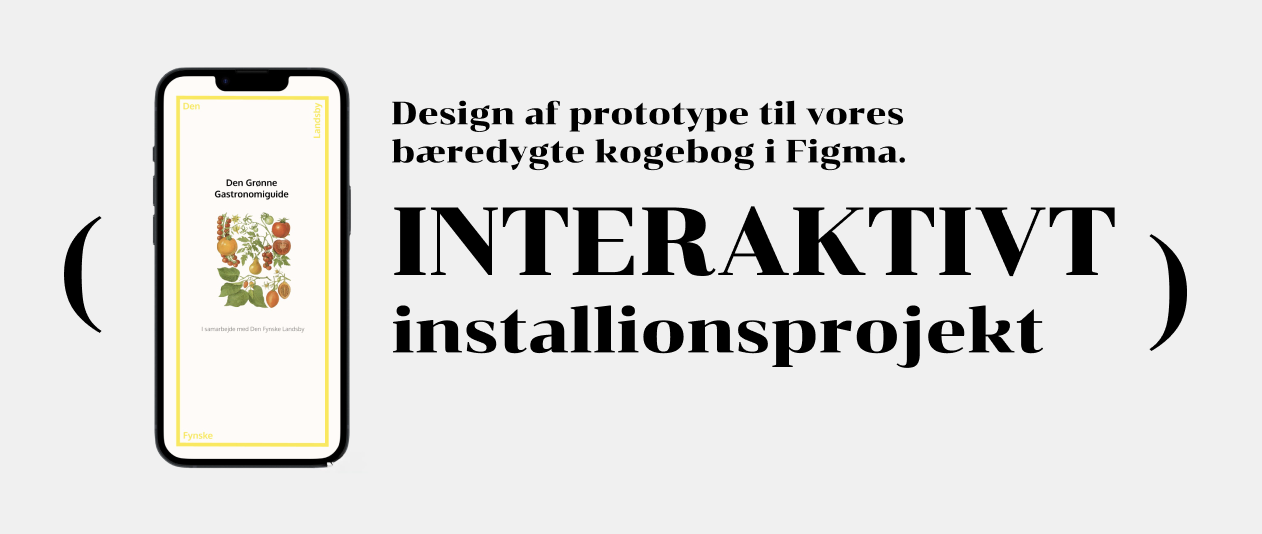 Den
Landsby
Den Grønne
Gastronomiguide
I samarbejde med Den Fynske Landsby
Fynske
Design af prototype til vores
bæredygte kogebog i Figma.
(
INTERAKTIVT
installionsprojekt
)